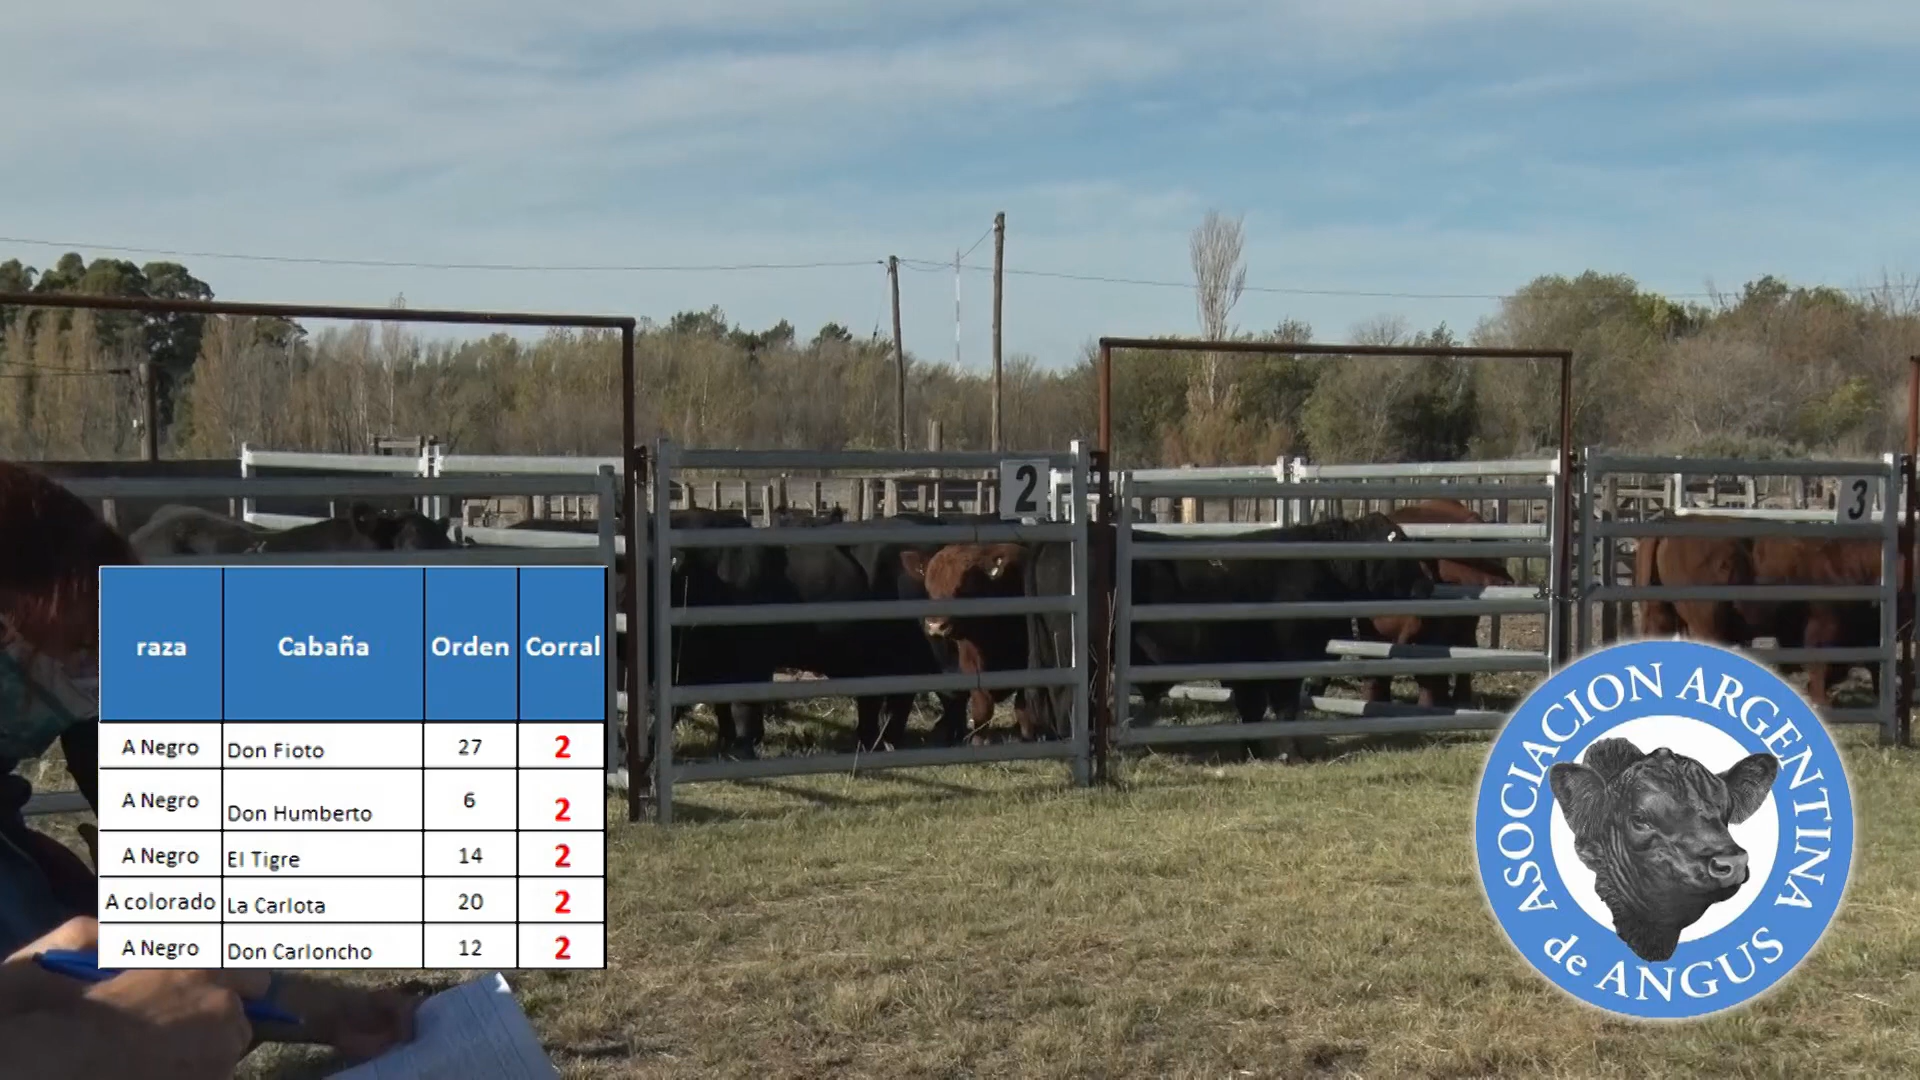 2
3
raza Cabaña Orden Corral
A Negro Don Fioto 27 2
A Negro Don Humberto 6 2
A Negro El Tigre 14 2
A colorado La Carlota 20 2
A Negro Don Carloncho 12 2
ASOCIACION ARGENTINA
de ANGUS